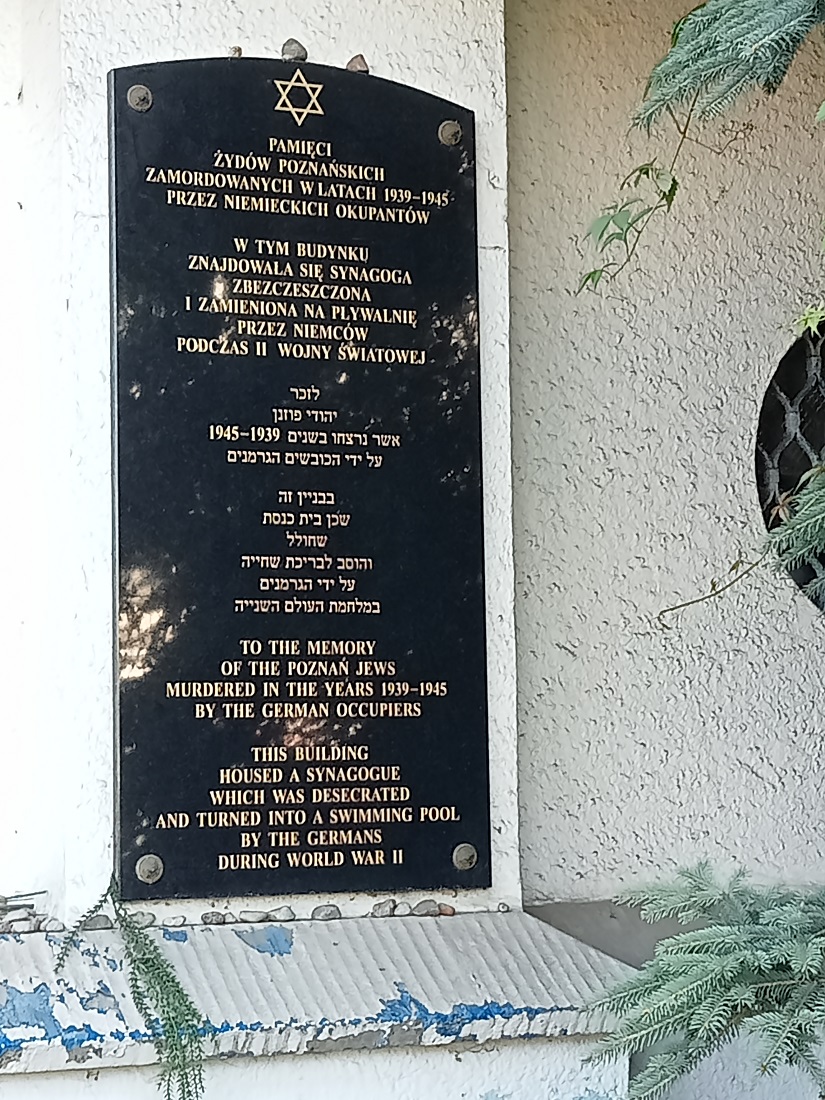 PAMIĘCI
ŻYDÓW POZNAŃSKICH
ZAMORDOWANYCH W LATACH 1939–1945
PRZEZ NIEMIECKICH OKUPANTÓW
W TYM BUDYNKU
ZNAJDOWALA SIĘ SYNAGOGA
ZBEZCZESZCZONA
I ZAMIENIONA NA PLYWALNIĘ
PRZEZ NIEMCÓW
PODCZAS II WOJNY ŚWIATOWEJ
לזכר
יהודי פוזנן
אשר נרצחו בשנים 1939–1945
על ידי הכובשים הגרמנים
בבניין זה
שכן בית כנסת
שחולל
והוסב לבריכת שחייה
על ידי הגרמנים
במלחמת העולם השנייה
TO THE MEMORY
OF THE POZNAŃ JEWS
MURDERED IN THE YEARS 1939–1945
BY THE GERMAN OCCUPIERS
THIS BUILDING
HOUSED A SYNAGOGUE
WHICH WAS DESECRATED
AND TURNED INTO A SWIMMING POOL
BY THE GERMANS
DURING WORLD WAR II